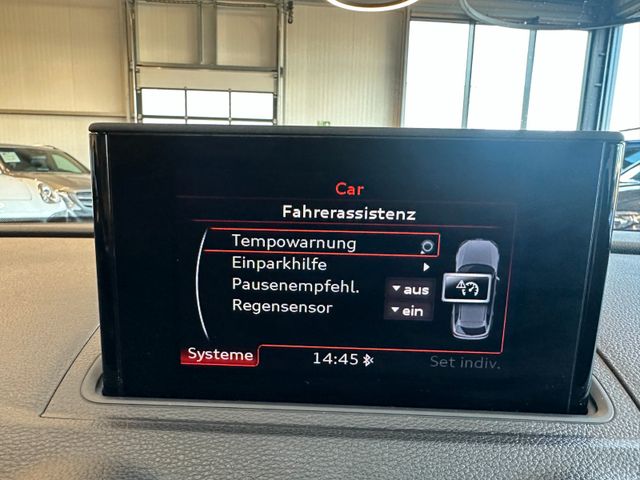 Car
Fahrerassistenz
Tempowarnung
Einparkhilfe
Pausenempfehl. aus
Regensensor ein
Systeme 14:45 Set indiv.